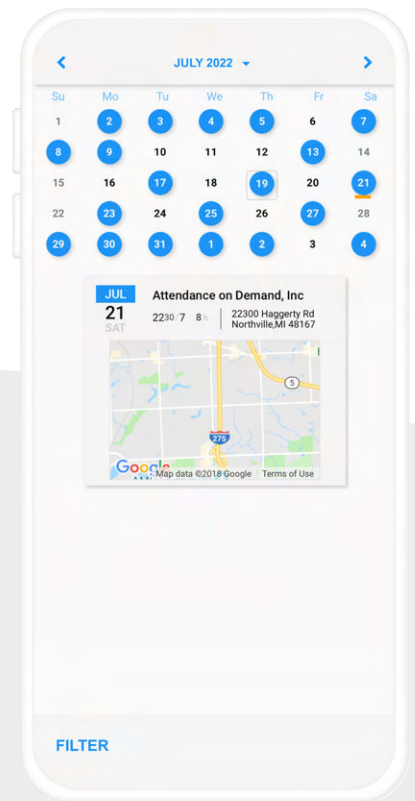 JULY 2022
Su Mo Tu We Th Fr Sa
1 2 3 4 5 6 7
8 9 10 11 12 13 14
15 16 17 18 19 20 21
22 23 24 25 26 27 28
29 30 31 1 2 3 4
JUL
21
SAT
Attendance on Demand, Inc
2230/7 8h
22300 Haggerty Rd
Northville,MI 48167
5
275
Google
Map data ©2018 Google Terms of Use
FILTER